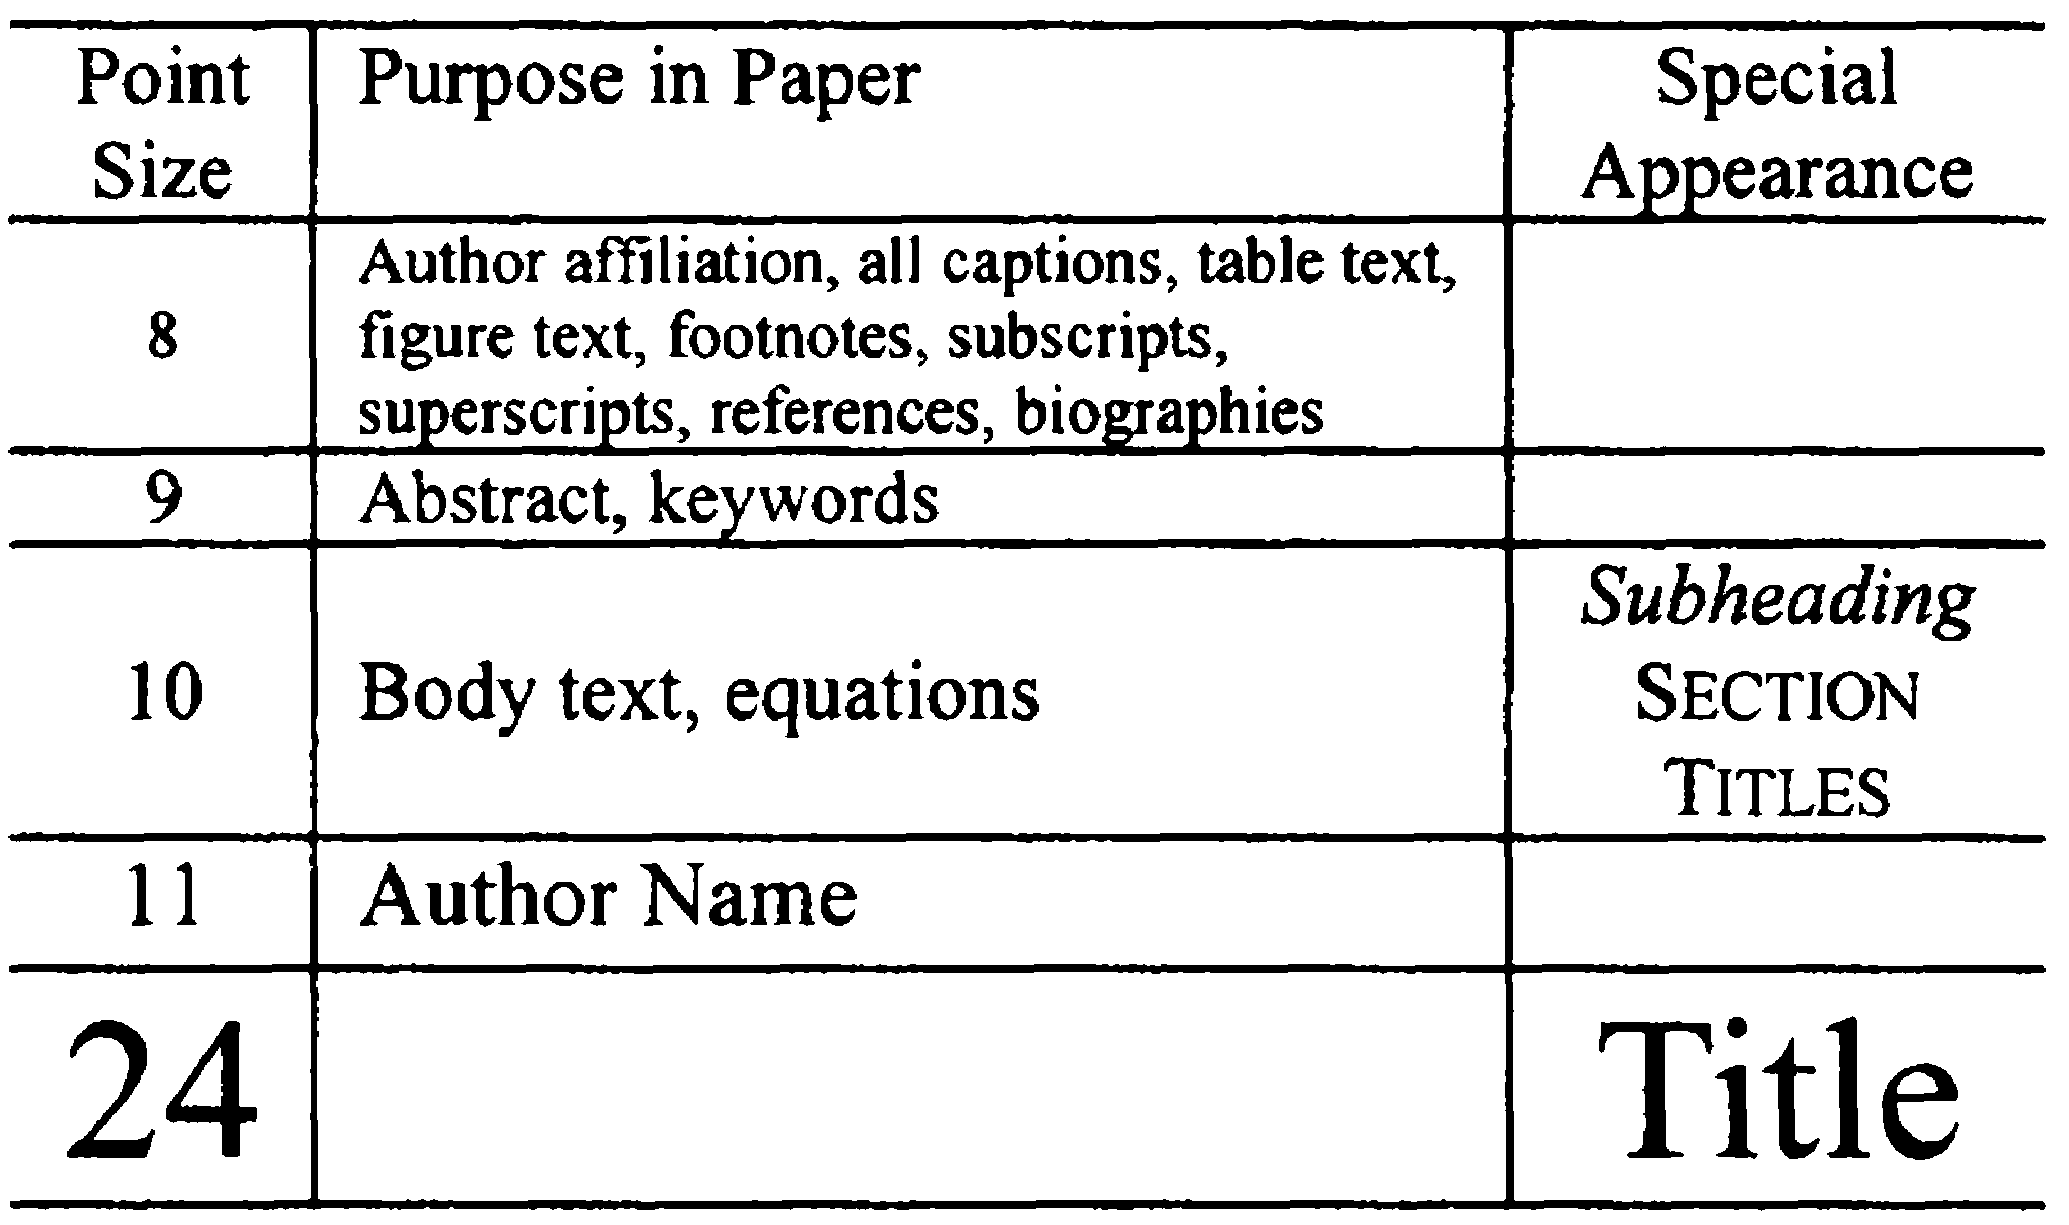 Point Size
Purpose in Paper
Special Appearance
8
Author affiliation, all captions, table text,
figure text, footnotes, subscripts,
superscripts, references, biographies
9
Abstract, keywords
10
Body text, equations
Subheading
SECTION
TITLES
11
Author Name
24
Title